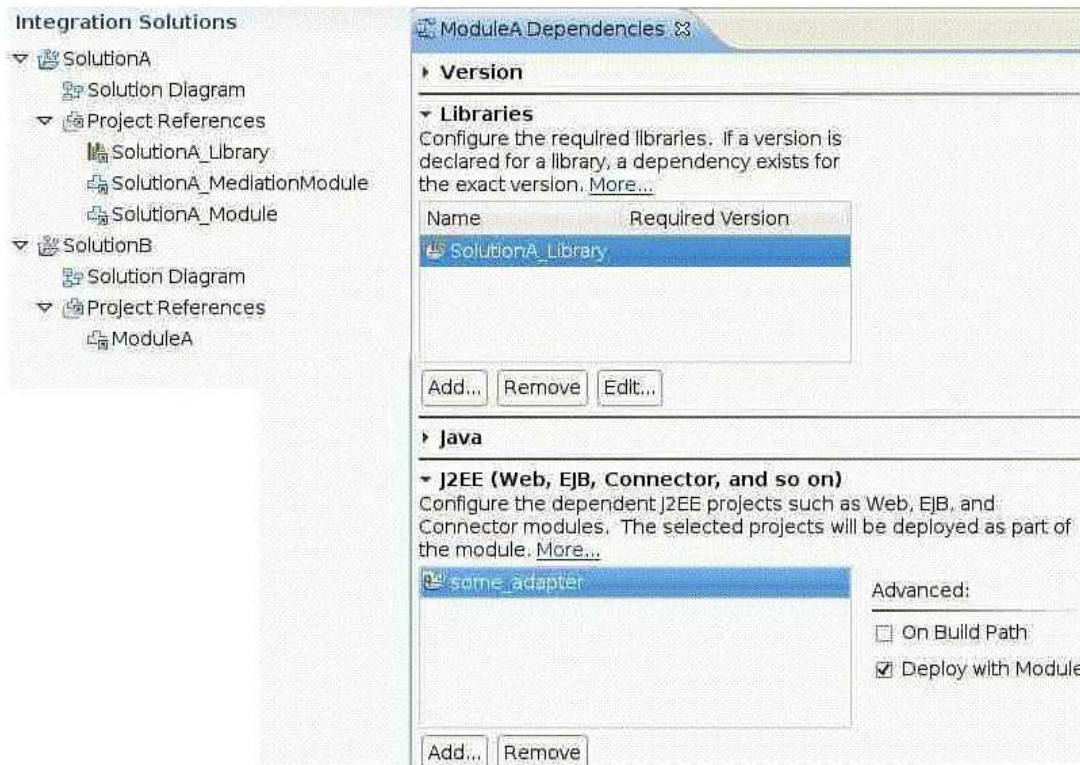 Integration Solutions
SolutionA
Solution Diagram
Project References
SolutionA_Library
SolutionA_MediationModule
SolutionA_Module
SolutionB
Solution Diagram
Project References
ModuleA
ModuleA Dependencies
Version
Libraries
Configure the required libraries. If a version is
declared for a library, a dependency exists for
the exact version. More...
Name Required Version
SolutionA_Library
Add... Remove Edit...
Java
J2EE (Web, EJB, Connector, and so on)
Configure the dependent J2EE projects such as Web, EJB, and
Connector modules. The selected projects will be deployed as part of
the module. More...
some_adapter
Advanced:
On Build Path
Deploy with Module
Add... Remove